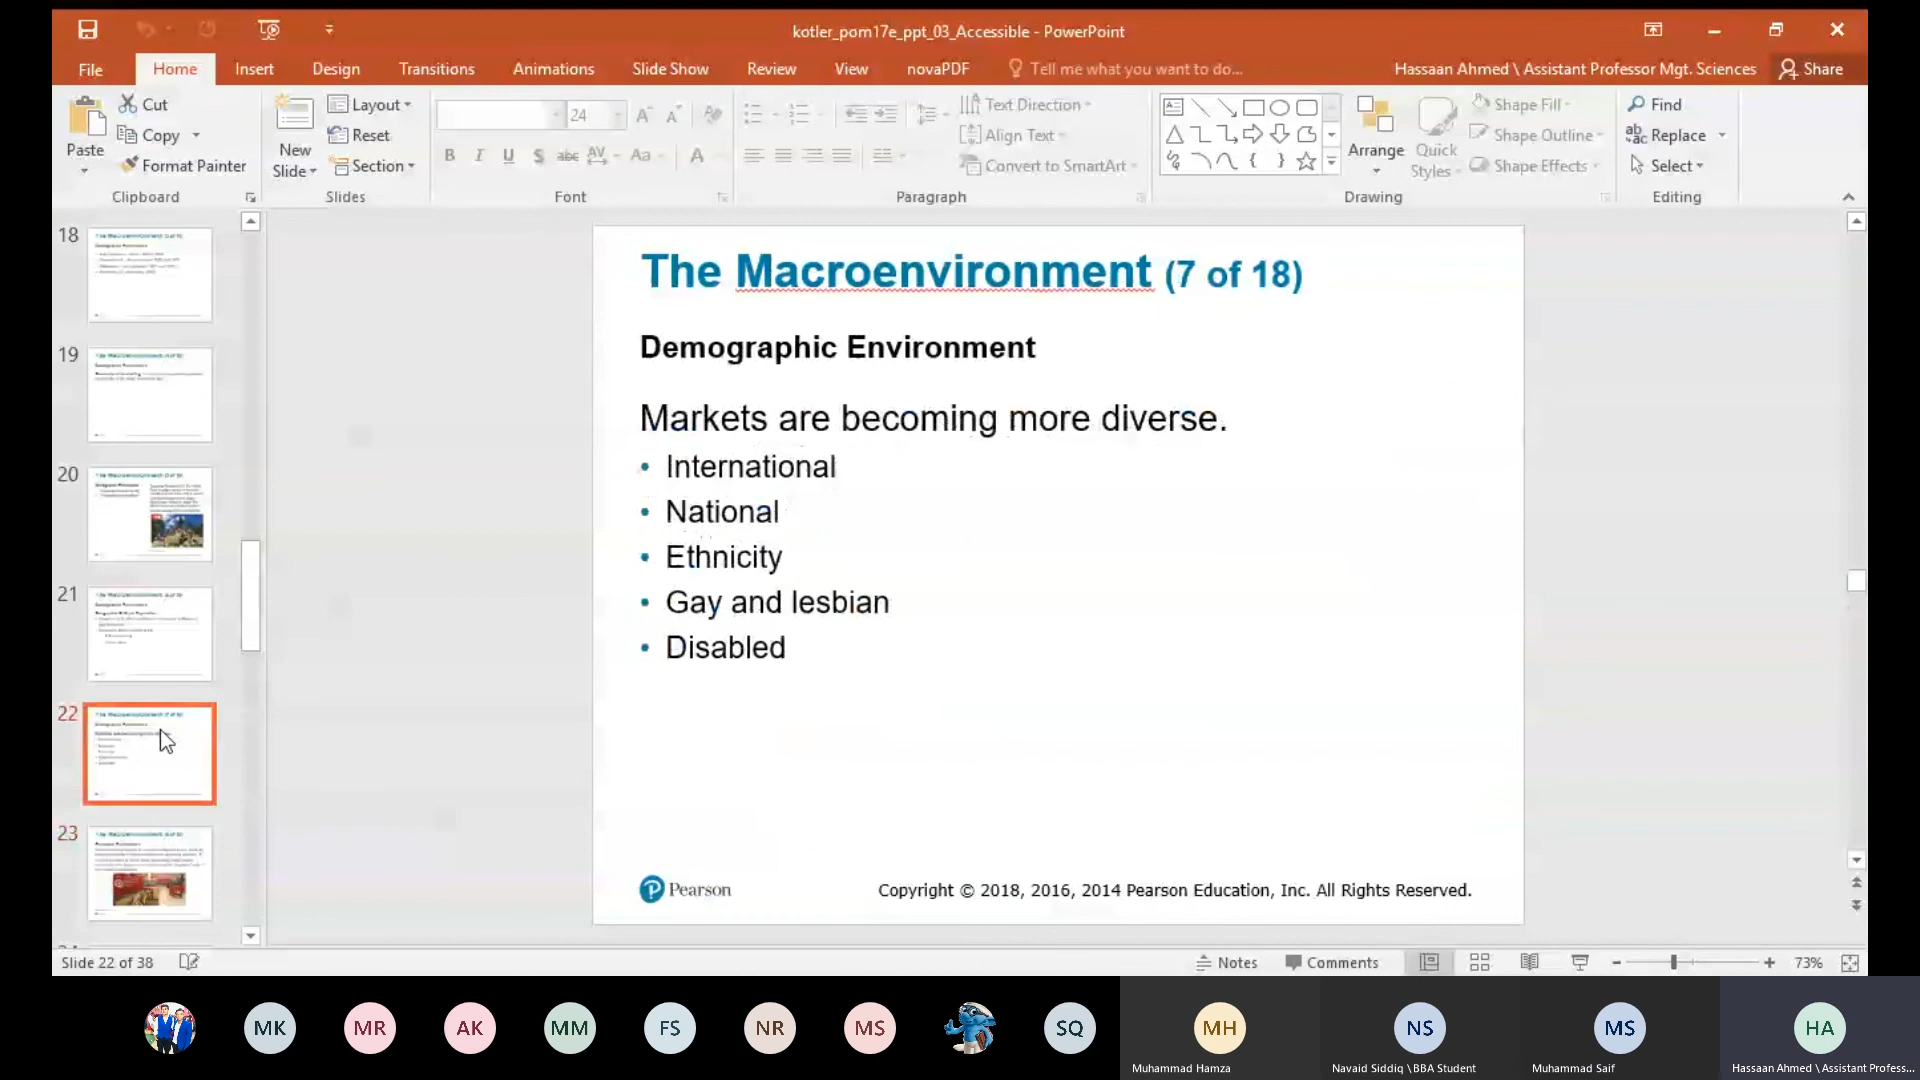 kotler_pom17e_ppt_03_Accessible - PowerPoint
File Home Insert Design Transitions Animations Slide Show Review View novaPDF Tell me what you want to do... Hassaan Ahmed \ Assistant Professor Mgt. Sciences Share
Paste
Cut
Copy
Format Painter
Clipboard
New Slide
Layout
Reset
Section
Slides
24
B I U S abc AV Aa A
Font
Text Direction
Align Text
Convert to SmartArt
Paragraph
Arrange
Quick Styles
Shape Fill
Shape Outline
Shape Effects
Drawing
Find
Replace
Select
Editing
18
19
20
21
22
23
The Macroenvironment (7 of 18)
Demographic Environment
Markets are becoming more diverse.
• International
• National
• Ethnicity
• Gay and lesbian
• Disabled
Pearson
Copyright © 2018, 2016, 2014 Pearson Education, Inc. All Rights Reserved.
Slide 22 of 38
Notes Comments 73%
MK MR AK MM FS NR MS SQ MH NS MS HA
Muhammad Hamza
Navaid Siddiq \BBA Student
Muhammad Saif
Hassaan Ahmed \ Assistant Profess...